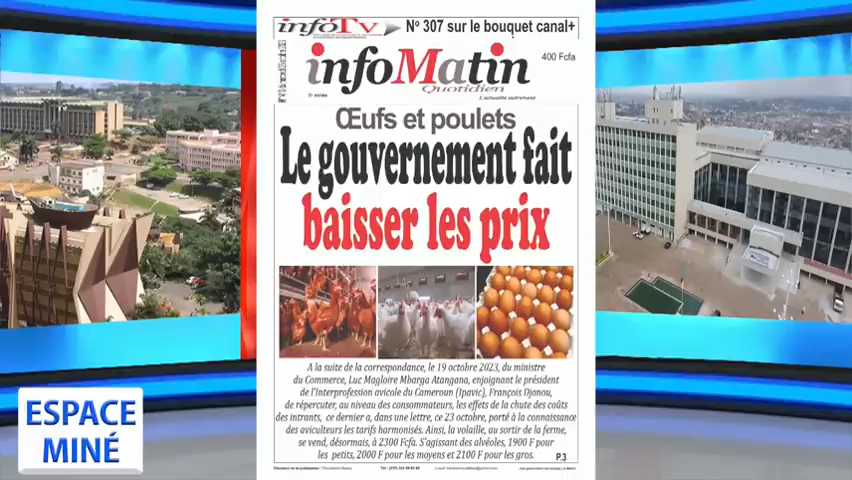 infoTv
N° 307 sur le bouquet canal+
infoMatin
400 Fcfa
Quotidien
Œufs et poulets
Le gouvernement fait
baisser les prix
A la suite de la correspondance, le 19 octobre 2023, du ministre
du Commerce, Luc Magloire Mbarga Atangana, enjoignant le président
de l'Interprofession avicole du Cameroun (Ipavic), François Djonou,
de répercuter, au niveau des consommateurs, les effets de la chute des coûts
des intrants, ce dernier a, dans une lettre, ce 23 octobre, porté à la connaissance
des aviculteurs les tarifs harmonisés. Ainsi, la volaille, au sortir de la ferme,
se vend, désormais, à 2300 Fcfa. S'agissant des alvéoles, 1900 F pour
les petits, 2000 F pour les moyens et 2100 F pour les gros.
P.3
ESPACE
MINÉ